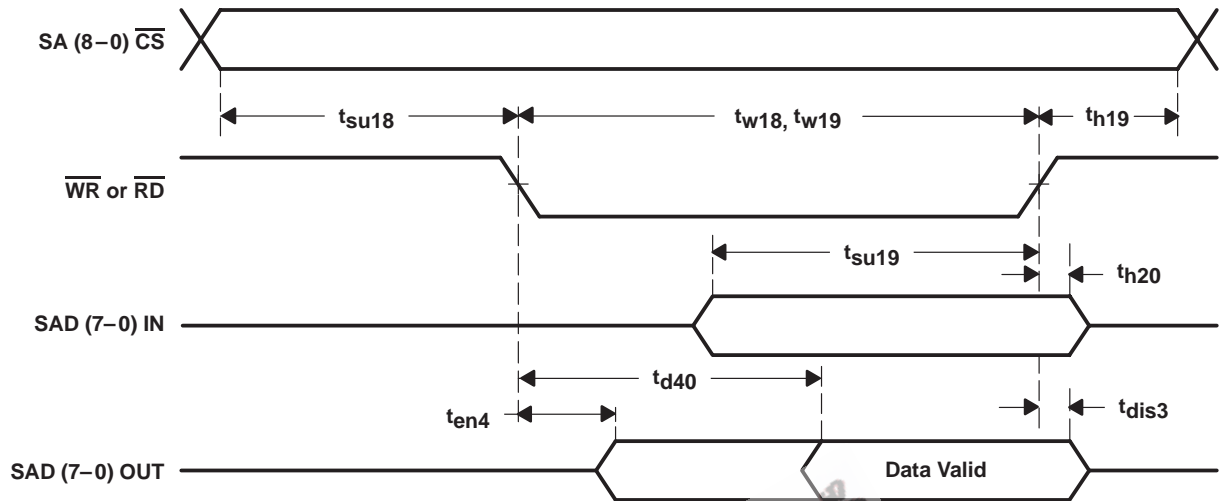 SA (8–0) CS
tsu18
tw18, tw19
th19
WR or RD
tsu19
th20
SAD (7–0) IN
td40
ten4
tdis3
SAD (7–0) OUT
Data Valid